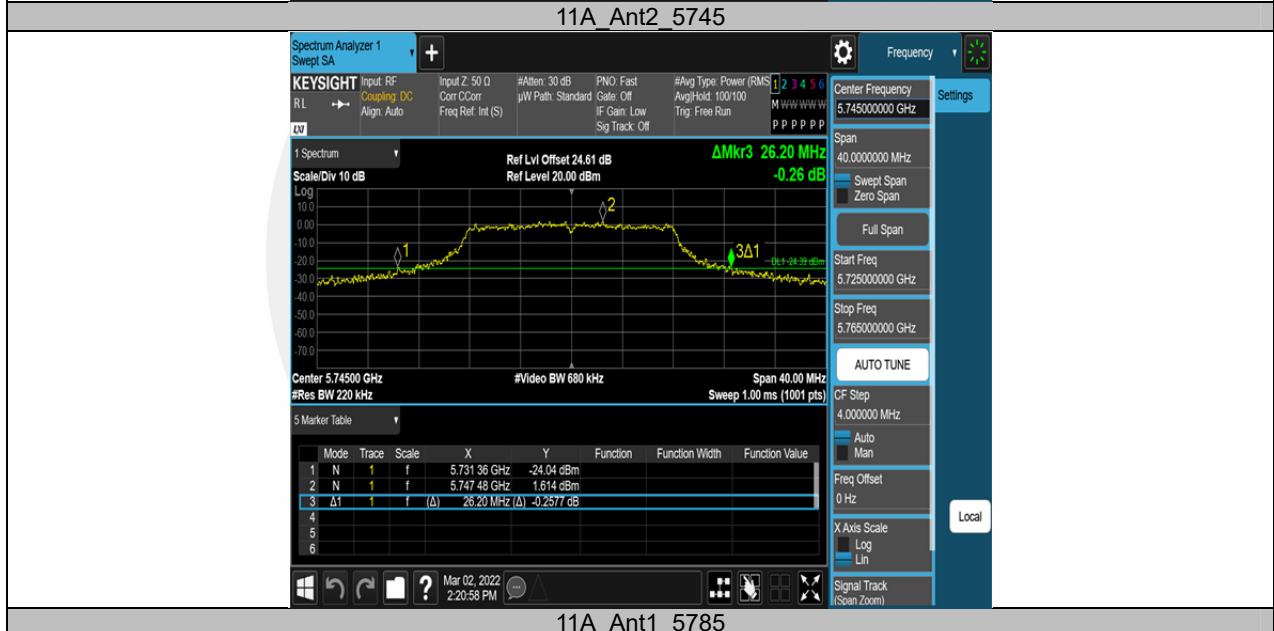 11A_Ant2_5745
Spectrum Analyzer 1
Swept SA
+
Frequency
KEYSIGHT
RL
LXI
Input: RF
Coupling: DC
Align: Auto
Input Z: 50 Ω
Corr CCorr
Freq Ref: Int (S)
#Atten: 30 dB
µW Path: Standard
PNO: Fast
Gate: Off
IF Gain: Low
Sig Track: Off
#Avg Type: Power (RMS
Avg|Hold: 100/100
Trig: Free Run
1 2 3 4 5 6
M W W W W W
P P P P P P
Center Frequency
5.745000000 GHz
Settings
Span
40.0000000 MHz
Swept Span
Zero Span
Full Span
Start Freq
5.725000000 GHz
Stop Freq
5.765000000 GHz
AUTO TUNE
CF Step
4.000000 MHz
Auto
Man
Freq Offset
0 Hz
X Axis Scale
Log
Lin
Signal Track
(Span Zoom)
Local
1 Spectrum
Scale/Div 10 dB
Ref Lvl Offset 24.61 dB
Ref Level 20.00 dBm
ΔMkr3 26.20 MHz
-0.26 dB
Log
10.0
0.00
-10.0
-20.0
-30.0
-40.0
-50.0
-60.0
-70.0
1
2
3Δ1
DL1 -24.39 dBm
Center 5.74500 GHz
#Video BW 680 kHz
Span 40.00 MHz
#Res BW 220 kHz
Sweep 1.00 ms (1001 pts)
5 Marker Table
Mode Trace Scale X Y Function Function Width Function Value
1 N 1 f 5.731 36 GHz -24.04 dBm
2 N 1 f 5.747 48 GHz 1.614 dBm
3 Δ1 1 f (Δ) 26.20 MHz (Δ) -0.2577 dB
4
5
6
?
Mar 02, 2022
2:20:58 PM
11A_Ant1_5785